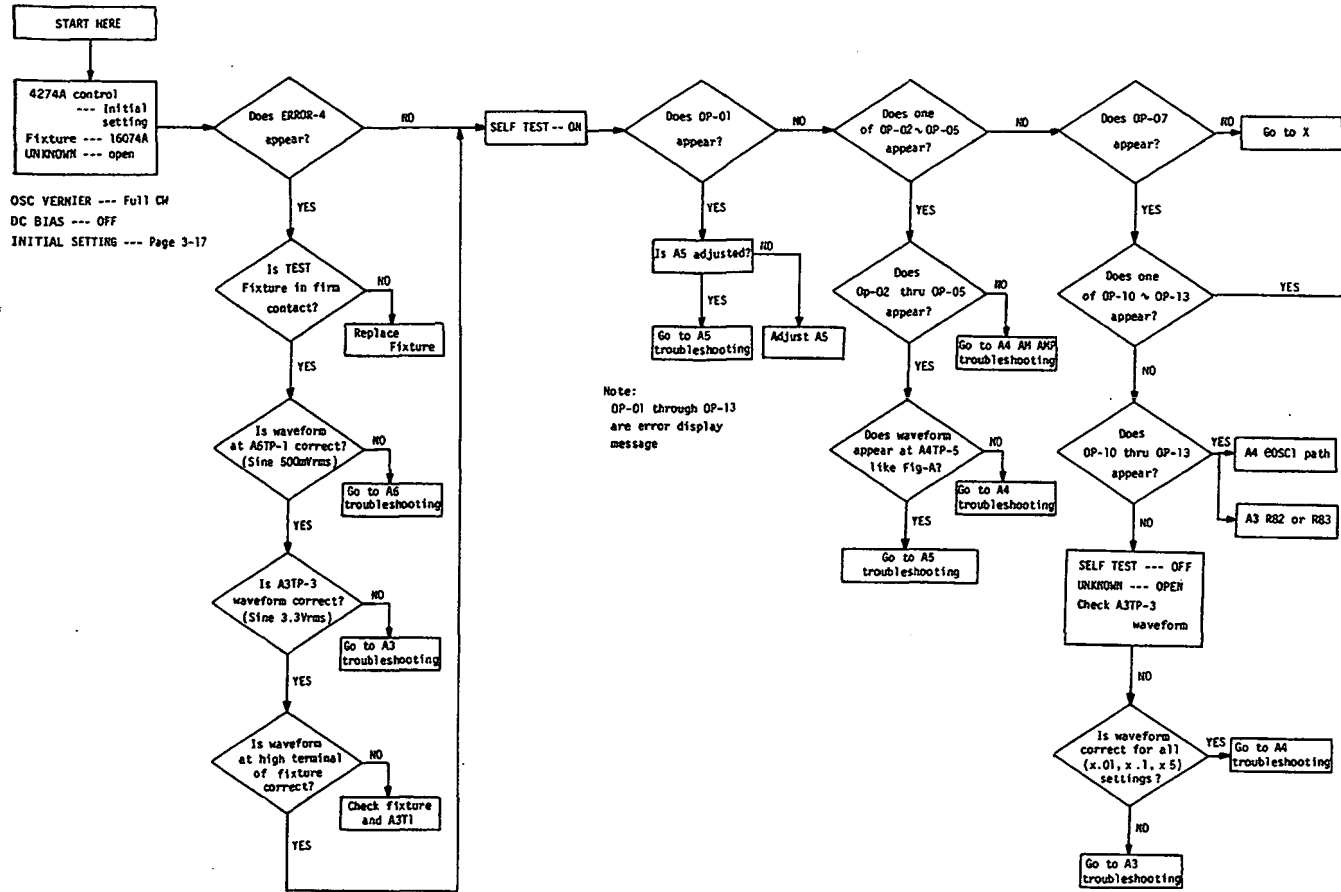 START HERE
4274A control
--- Initial
setting
Fixture --- 16074A
UNKNOWN --- open
OSC VERNIER --- Full CW
DC BIAS --- OFF
INITIAL SETTING --- Page 3-17
Does ERROR-4
appear?
NO
YES
Is TEST
Fixture in firm
contact?
NO
Replace
Fixture
YES
Is waveform
at A6TP-1 correct?
(Sine 500mVrms)
NO
Go to A6
troubleshooting
YES
Is A3TP-3
waveform correct?
(Sine 3.3Vrms)
NO
Go to A3
troubleshooting
YES
Is waveform
at high terminal
of fixture
correct?
NO
Check fixture
and A3T1
YES
SELF TEST -- ON
Does OP-01
appear?
NO
YES
Is A5 adjusted?
NO
YES
Go to A5
troubleshooting
Adjust A5
Note:
OP-01 through OP-13
are error display
message
Does one
of OP-02 ~ OP-05
appear?
NO
YES
Does
Op-02 thru OP-05
appear?
NO
Go to A4 AM AMP
troubleshooting
YES
Does waveform
appear at A4TP-5
like Fig-A?
NO
Go to A4
troubleshooting
YES
Go to A5
troubleshooting
Does OP-07
appear?
NO
Go to X
YES
Does one
of OP-10 ~ OP-13
appear?
YES
NO
Does
OP-10 thru OP-13
appear?
YES
A4 eOSC1 path
A3 R82 or R83
NO
SELF TEST --- OFF
UNKNOWN --- OPEN
Check A3TP-3
waveform
NO
Is waveform
correct for all
(x.01, x .1, x 5)
settings?
YES
Go to A4
troubleshooting
NO
Go to A3
troubleshooting